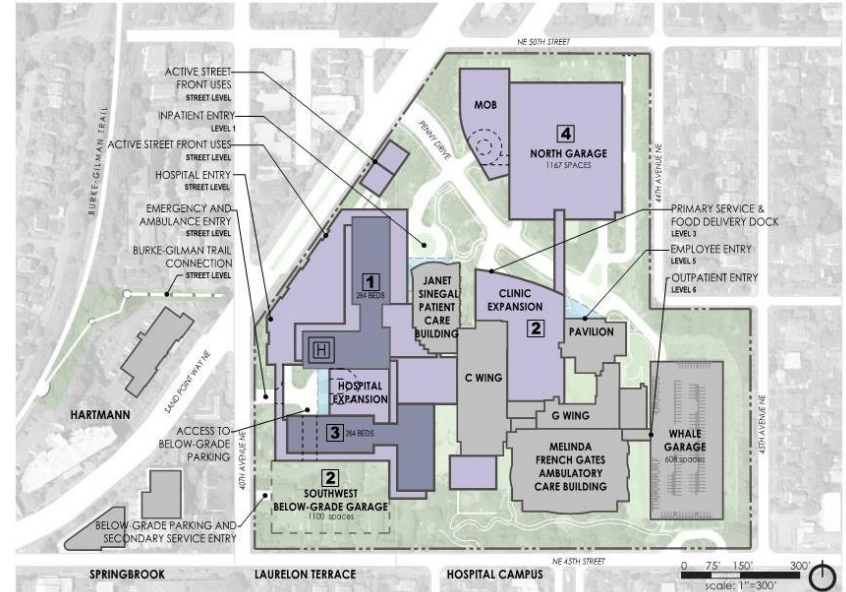 NE 50TH STREET
ACTIVE STREET
FRONT USES
STREET LEVEL
INPATIENT ENTRY
LEVEL 1
ACTIVE STREET FRONT USES
STREET LEVEL
HOSPITAL ENTRY
STREET LEVEL
EMERGENCY AND
AMBULANCE ENTRY
STREET LEVEL
BURKE-GILMAN TRAIL
CONNECTION
STREET LEVEL
BURKE-GILMAN TRAIL
PENNY DRIVE
MOB
4
NORTH GARAGE
1167 SPACES
44TH AVENUE NE
PRIMARY SERVICE &
FOOD DELIVERY DOCK
LEVEL 3
EMPLOYEE ENTRY
LEVEL 5
OUTPATIENT ENTRY
LEVEL 6
1
264 BEDS
JANET
SINEGAL
PATIENT
CARE
BUILDING
CLINIC
EXPANSION
2
PAVILION
H
HOSPITAL
EXPANSION
C WING
G WING
HARTMANN
SAND POINT WAY NE
ACCESS TO
BELOW-GRADE
PARKING
3
264 BEDS
40TH AVENUE NE
2
SOUTHWEST
BELOW-GRADE GARAGE
1100 spaces
MELINDA
FRENCH GATES
AMBULATORY
CARE BUILDING
WHALE
GARAGE
608 spaces
45TH AVENUE NE
BELOW-GRADE PARKING AND
SECONDARY SERVICE ENTRY
NE 45TH STREET
SPRINGBROOK
LAURELON TERRACE
HOSPITAL CAMPUS
0 75' 150' 300'
scale: 1"=300'